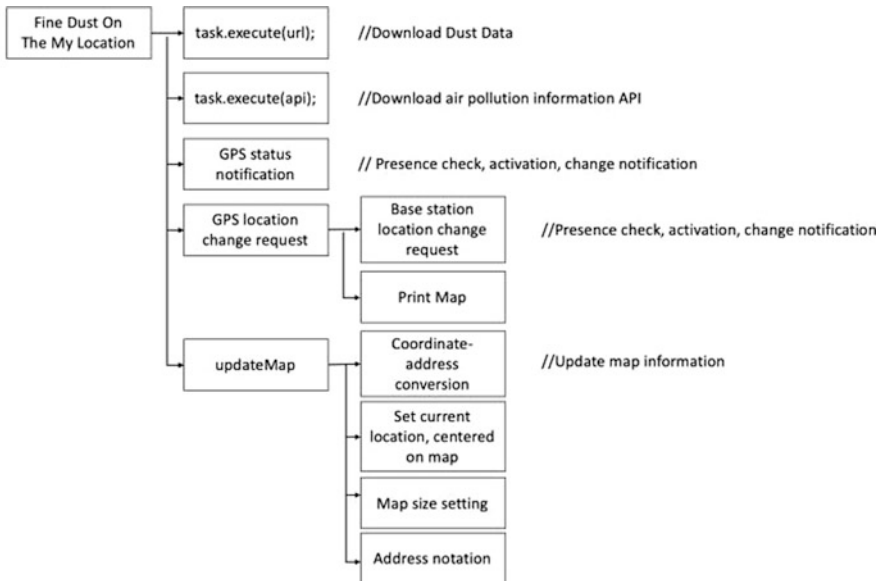 Fine Dust On
The My Location
task.execute(url);
//Download Dust Data
task.execute(api);
//Download air pollution information API
GPS status
notification
// Presence check, activation, change notification
GPS location
change request
Base station
location change
request
//Presence check, activation, change notification
Print Map
updateMap
Coordinate-
address
conversion
//Update map information
Set current
location, centered
on map
Map size setting
Address notation